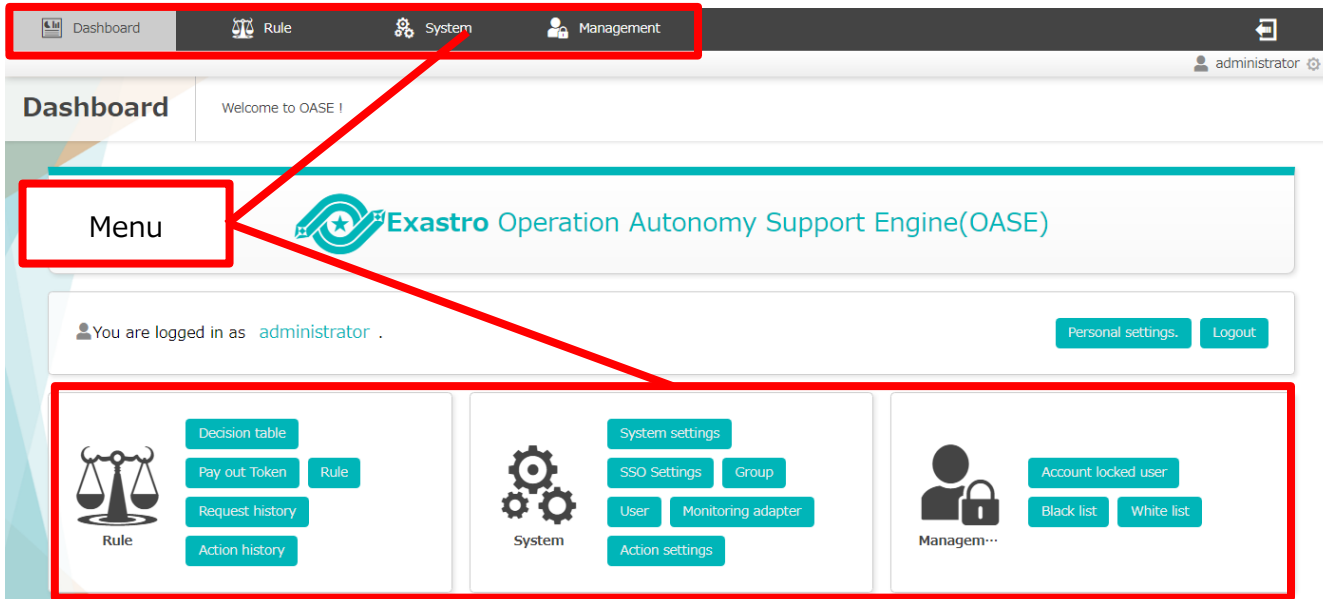 Dashboard Rule System Management
administrator
Dashboard Welcome to OASE !
Menu
Exastro Operation Autonomy Support Engine(OASE)
You are logged in as administrator .
Personal settings. Logout
Decision table
Pay out Token Rule
Request history
Action history
Rule
System settings
SSO Settings Group
User Monitoring adapter
Action settings
System
Account locked user
Black list White list
Managem…